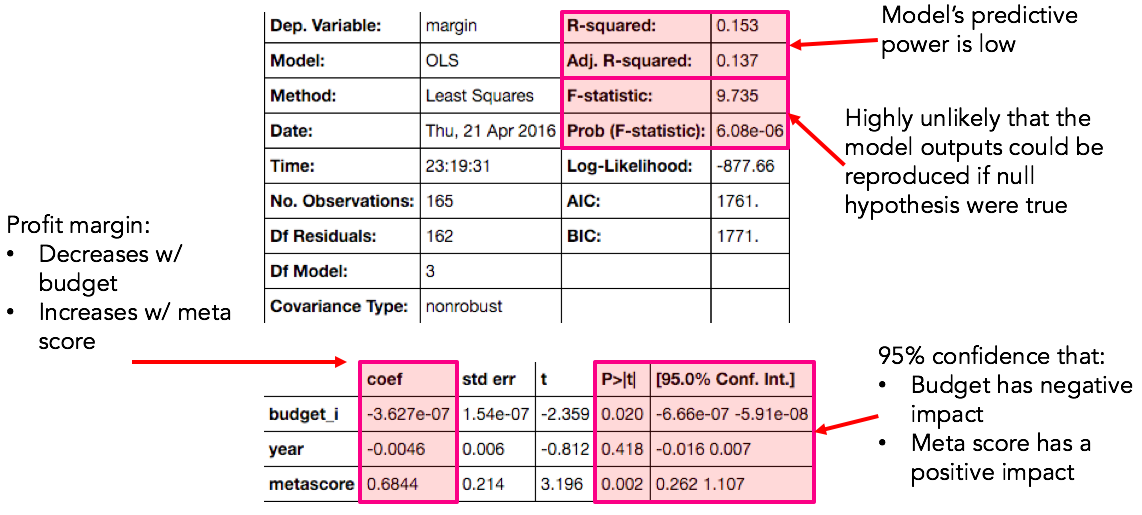 Model's predictive
power is low
Dep. Variable: margin R-squared: 0.153
Model: OLS Adj. R-squared: 0.137
Method: Least Squares F-statistic: 9.735
Date: Thu, 21 Apr 2016 Prob (F-statistic): 6.08e-06
Time: 23:19:31 Log-Likelihood: -877.66
No. Observations: 165 AIC: 1761.
Df Residuals: 162 BIC: 1771.
Df Model: 3
Covariance Type: nonrobust
Highly unlikely that the
model outputs could be
reproduced if null
hypothesis were true
Profit margin:
• Decreases w/
budget
• Increases w/ meta
score
coef std err t P>|t| [95.0% Conf. Int.]
budget_i -3.627e-07 1.54e-07 -2.359 0.020 -6.66e-07 -5.91e-08
year -0.0046 0.006 -0.812 0.418 -0.016 0.007
metascore 0.6844 0.214 3.196 0.002 0.262 1.107
95% confidence that:
• Budget has negative
impact
• Meta score has a
positive impact